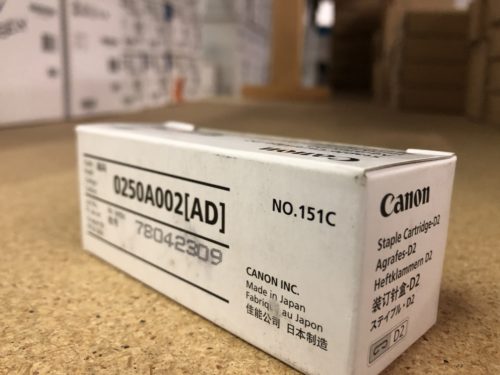 Canon
0250A002[AD]
78042309
NO.151C
CANON INC.
Made in Japan
Fabriqué au Japon
佳能公司 日本制造
Canon
Staple Cartridge-D2
Agrafes-D2
Heftklammern D2
装订针盒-D2
ステイプル・D2
D2